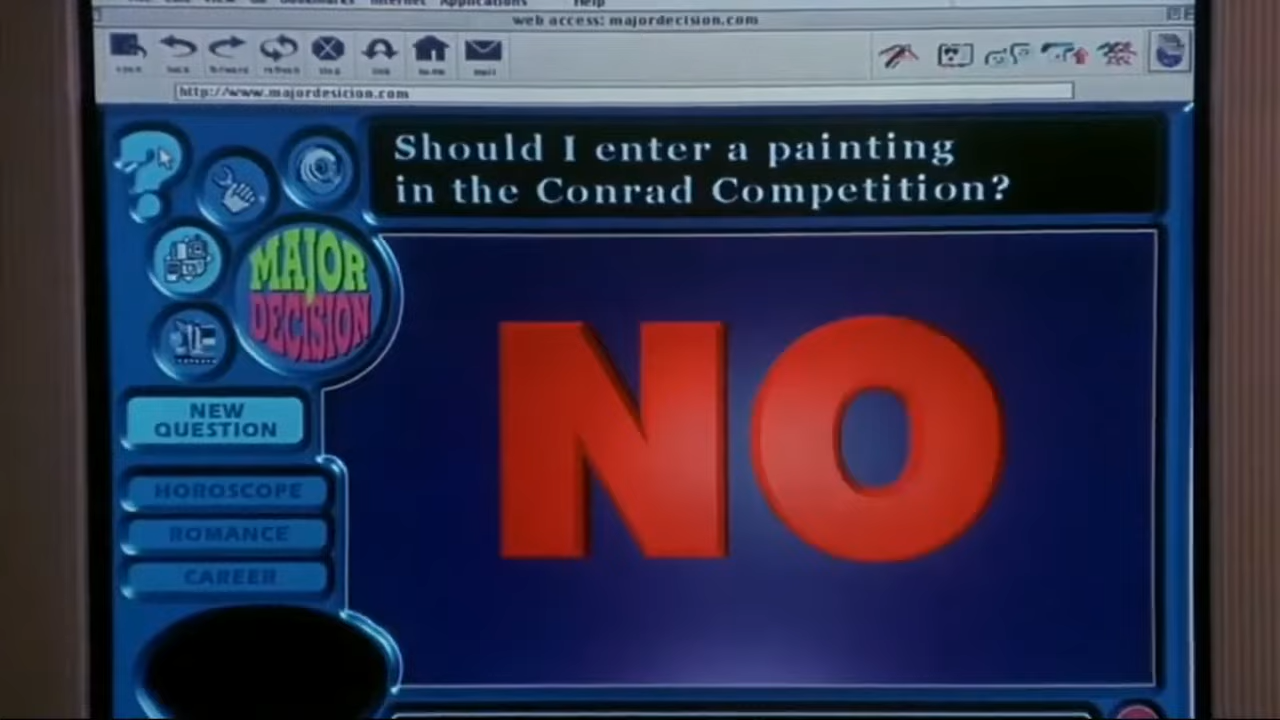 web access: majordecision.com
http://www.majordesicion.com
Should I enter a painting
in the Conrad Competition?
MAJOR
DECISION
NO
NEW
QUESTION
HOROSCOPE
ROMANCE
CAREER